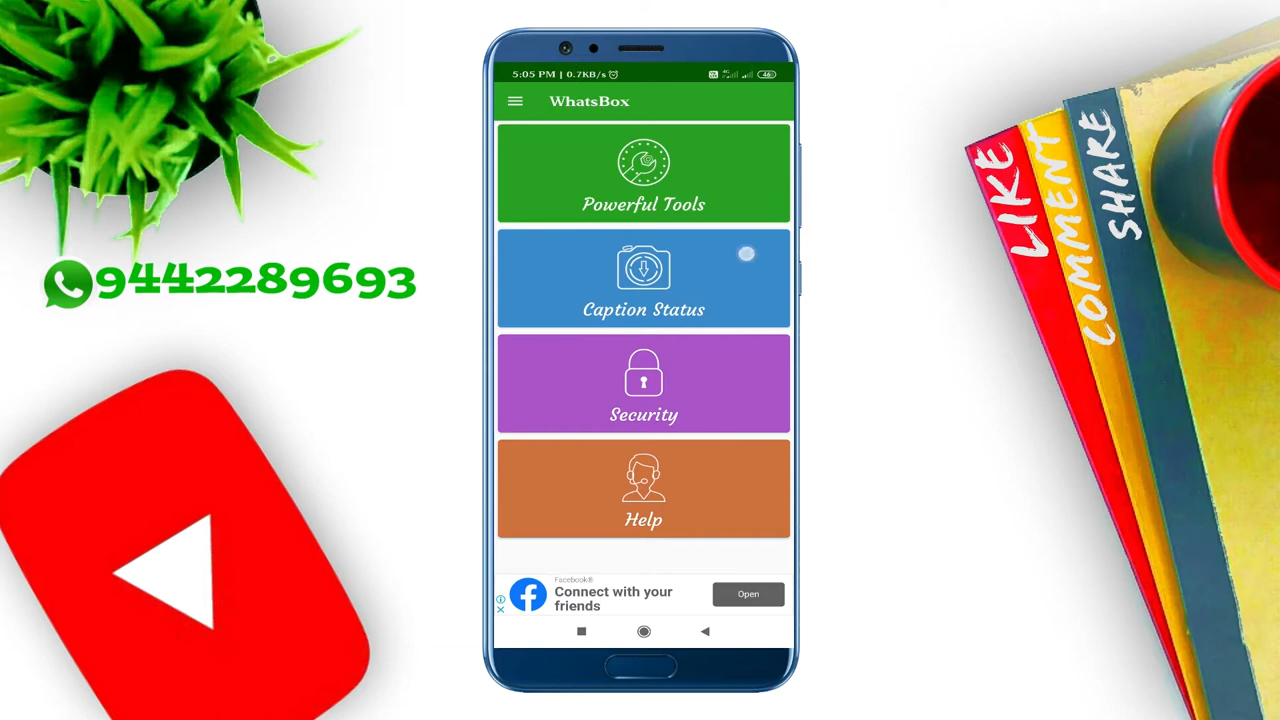 5:05 PM | 0.7KB/s
46
WhatsBox
Powerful Tools
Caption Status
Security
Help
Facebook®
Connect with your
friends
Open
9442289693
LIKE
COMMENT
SHARE